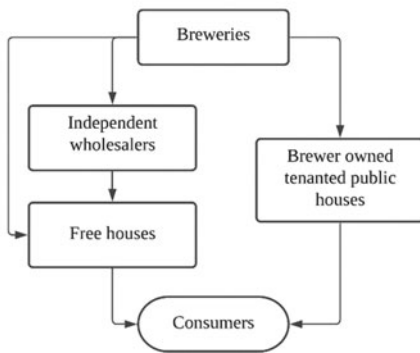 Breweries
Independent
wholesalers
Brewer owned
tenanted public
houses
Free houses
Consumers